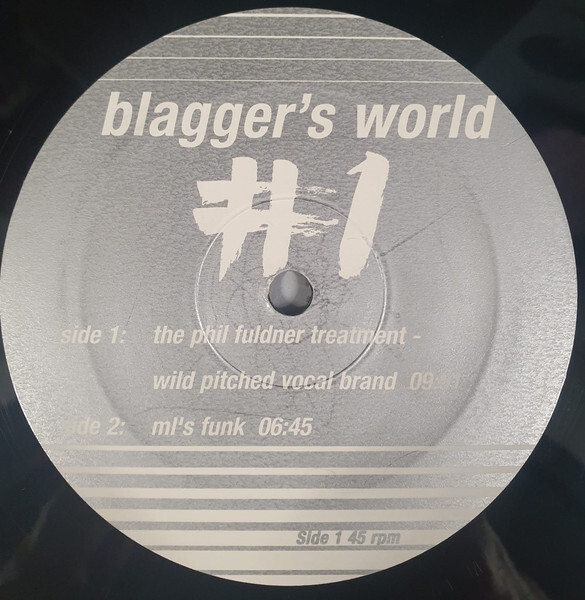 blagger's world
#1
side 1: the phil fuldner treatment -
wild pitched vocal brand
side 2: ml's funk 06:45
Side 1 45 rpm